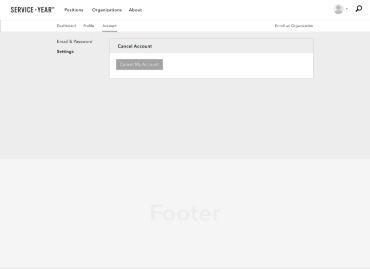 SERVICE · YEAR™ Positions Organizations About
Dashboard Profile Account Enroll as Organization
Email & Password
Settings
Cancel Account
Cancel My Account
Footer